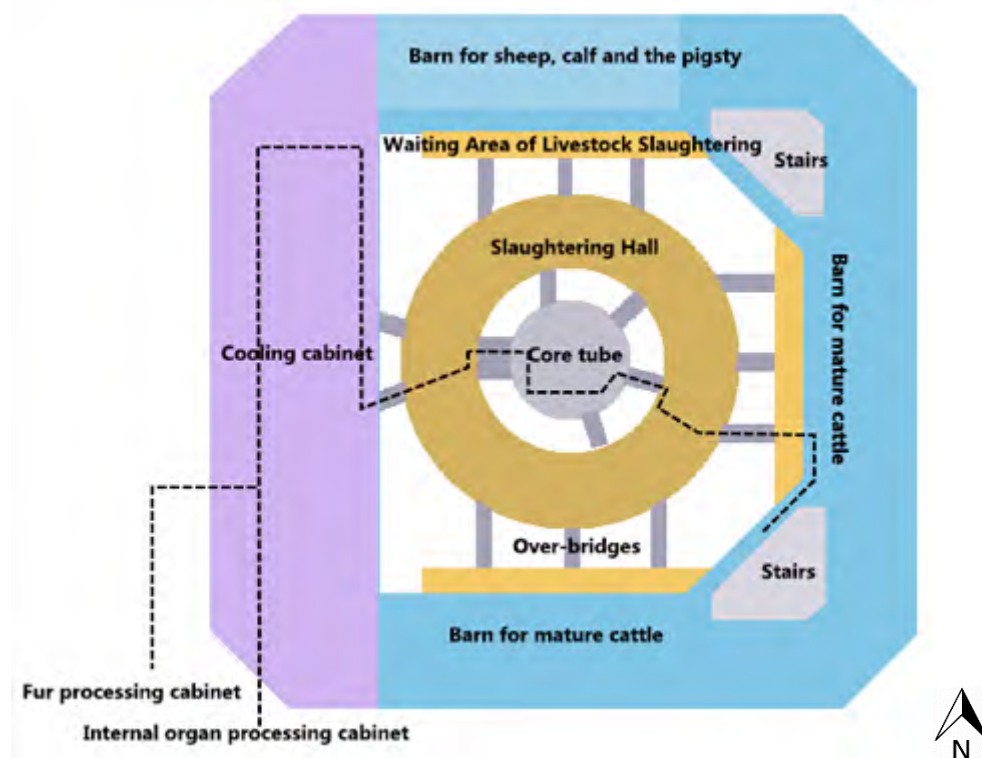 Barn for sheep, calf and the pigsty
Waiting Area of Livestock Slaughtering
Stairs
Slaughtering Hall
Barn for mature cattle
Cooling cabinet
Core tube
Over-bridges
Stairs
Barn for mature cattle
Fur processing cabinet
Internal organ processing cabinet
N